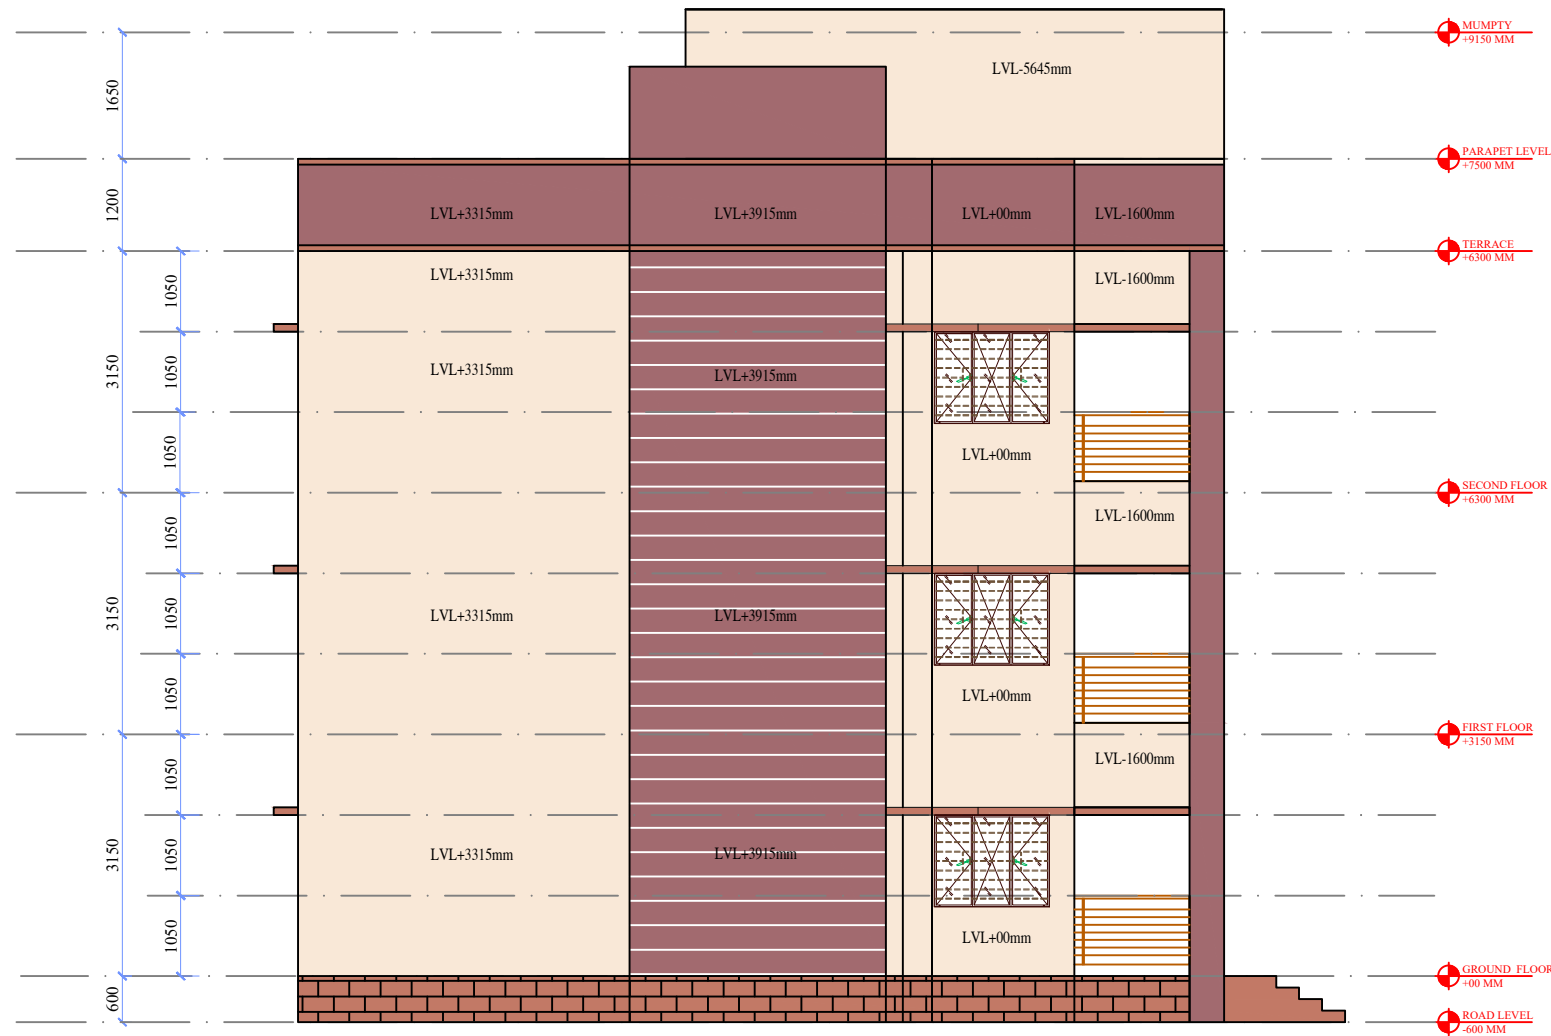 MUMPTY
+9150 MM
LVL-5645mm
1650
PARAPET LEVEL
+7500 MM
1200
LVL+3315mm
LVL+3915mm
LVL+00mm
LVL-1600mm
TERRACE
+6300 MM
LVL+3315mm
LVL-1600mm
1050
3150
1050
LVL+3315mm
LVL+3915mm
1050
LVL+00mm
SECOND FLOOR
+6300 MM
1050
LVL-1600mm
3150
1050
LVL+3315mm
LVL+3915mm
1050
LVL+00mm
FIRST FLOOR
+3150 MM
1050
LVL-1600mm
3150
1050
LVL+3315mm
LVL+3915mm
1050
LVL+00mm
GROUND FLOOR
+00 MM
600
ROAD LEVEL
-600 MM